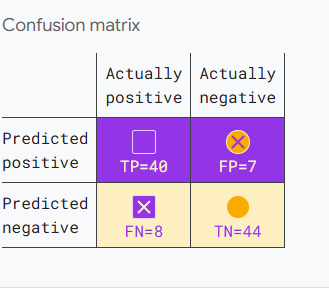 Confusion matrix
Actually positive
Actually negative
Predicted positive
TP=40
FP=7
Predicted negative
FN=8
TN=44